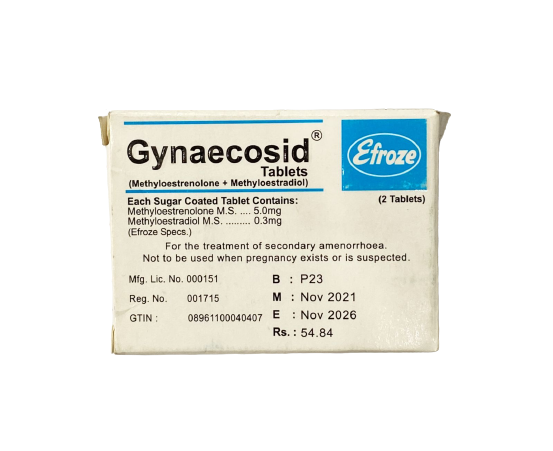 Gynaecosid®
Efroze
Tablets
(Methyloestrenolone + Methyloestradiol)
(2 Tablets)
Each Sugar Coated Tablet Contains:
Methyloestrenolone M.S. .... 5.0mg
Methyloestradiol M.S. ......... 0.3mg
(Efroze Specs.)
For the treatment of secondary amenorrhoea.
Not to be used when pregnancy exists or is suspected.
Mfg. Lic. No. 000151
B : P23
Reg. No. 001715
M : Nov 2021
GTIN : 08961100040407
E : Nov 2026
Rs. : 54.84